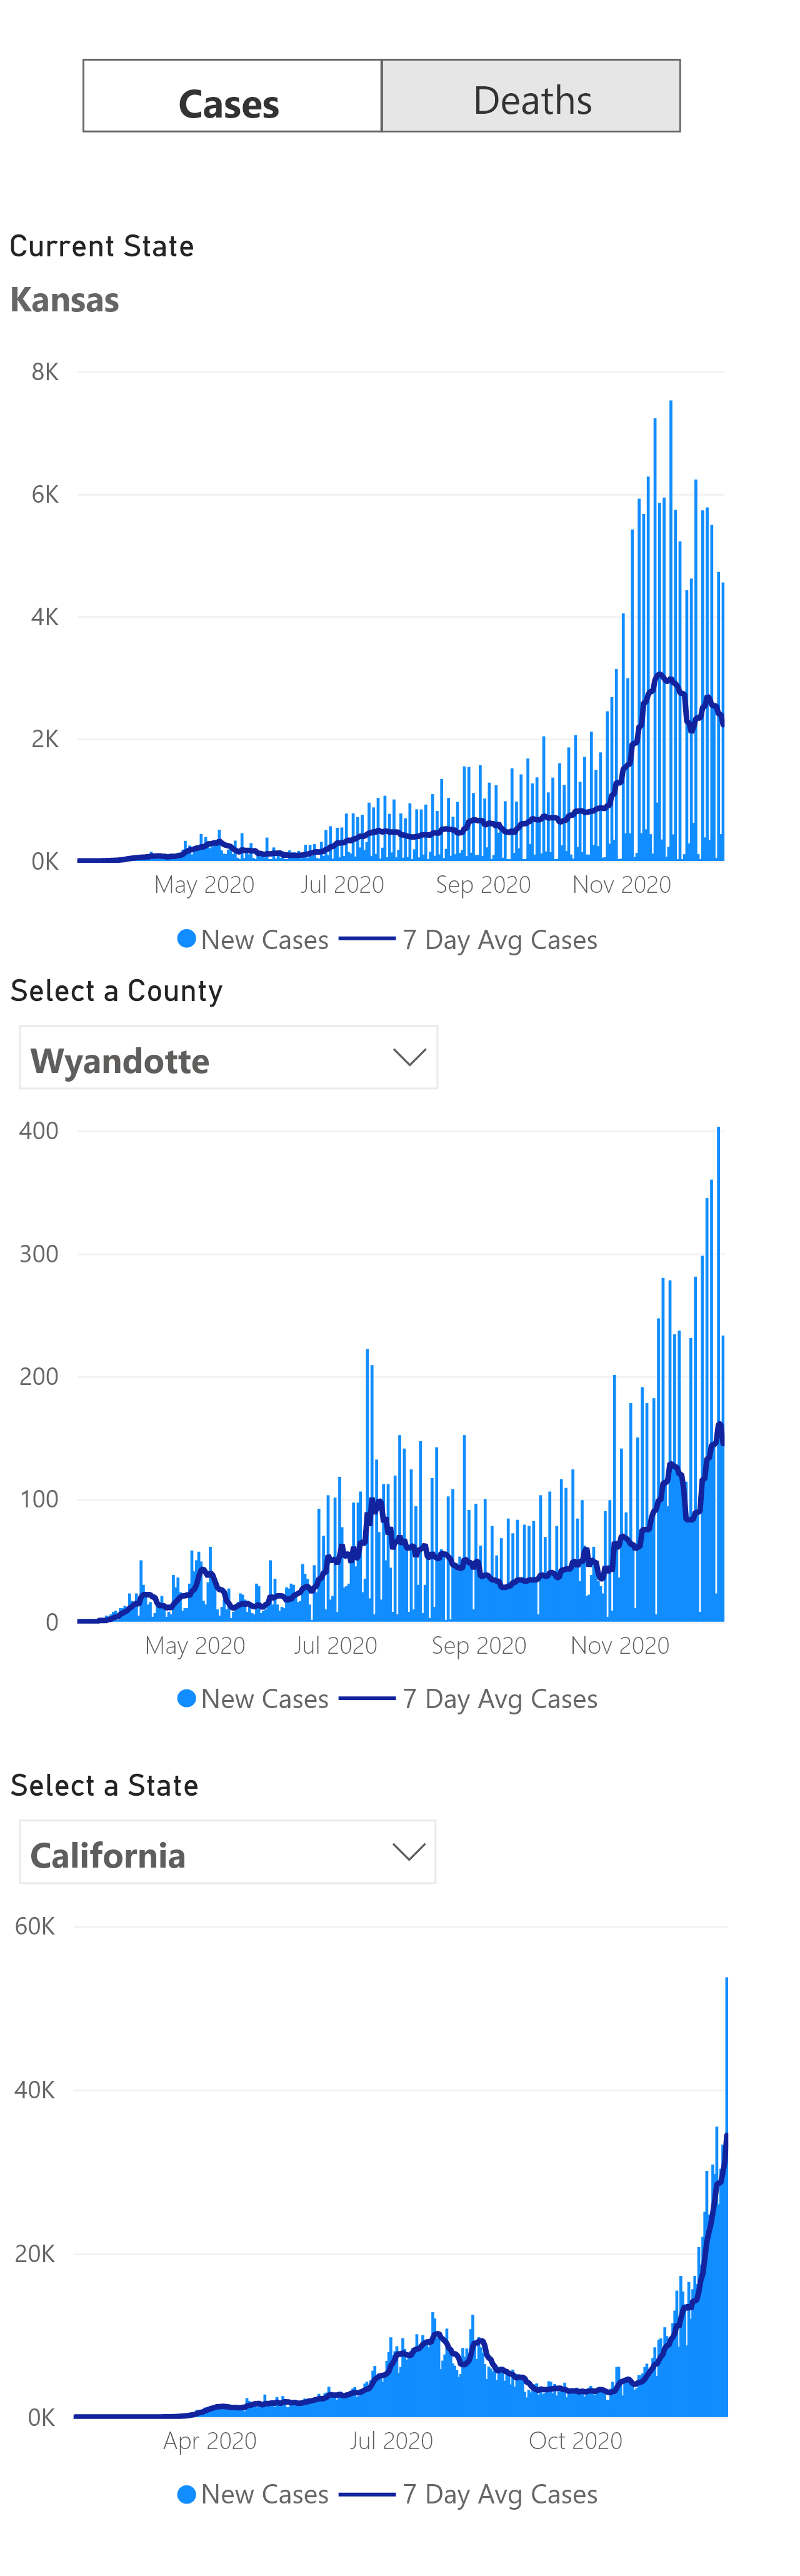 Cases Deaths
Current State
Kansas
8K
6K
4K
2K
0K
May 2020 Jul 2020 Sep 2020 Nov 2020
New Cases 7 Day Avg Cases
Select a County
Wyandotte
400
300
200
100
0
May 2020 Jul 2020 Sep 2020 Nov 2020
New Cases 7 Day Avg Cases
Select a State
California
60K
40K
20K
0K
Apr 2020 Jul 2020 Oct 2020
New Cases 7 Day Avg Cases